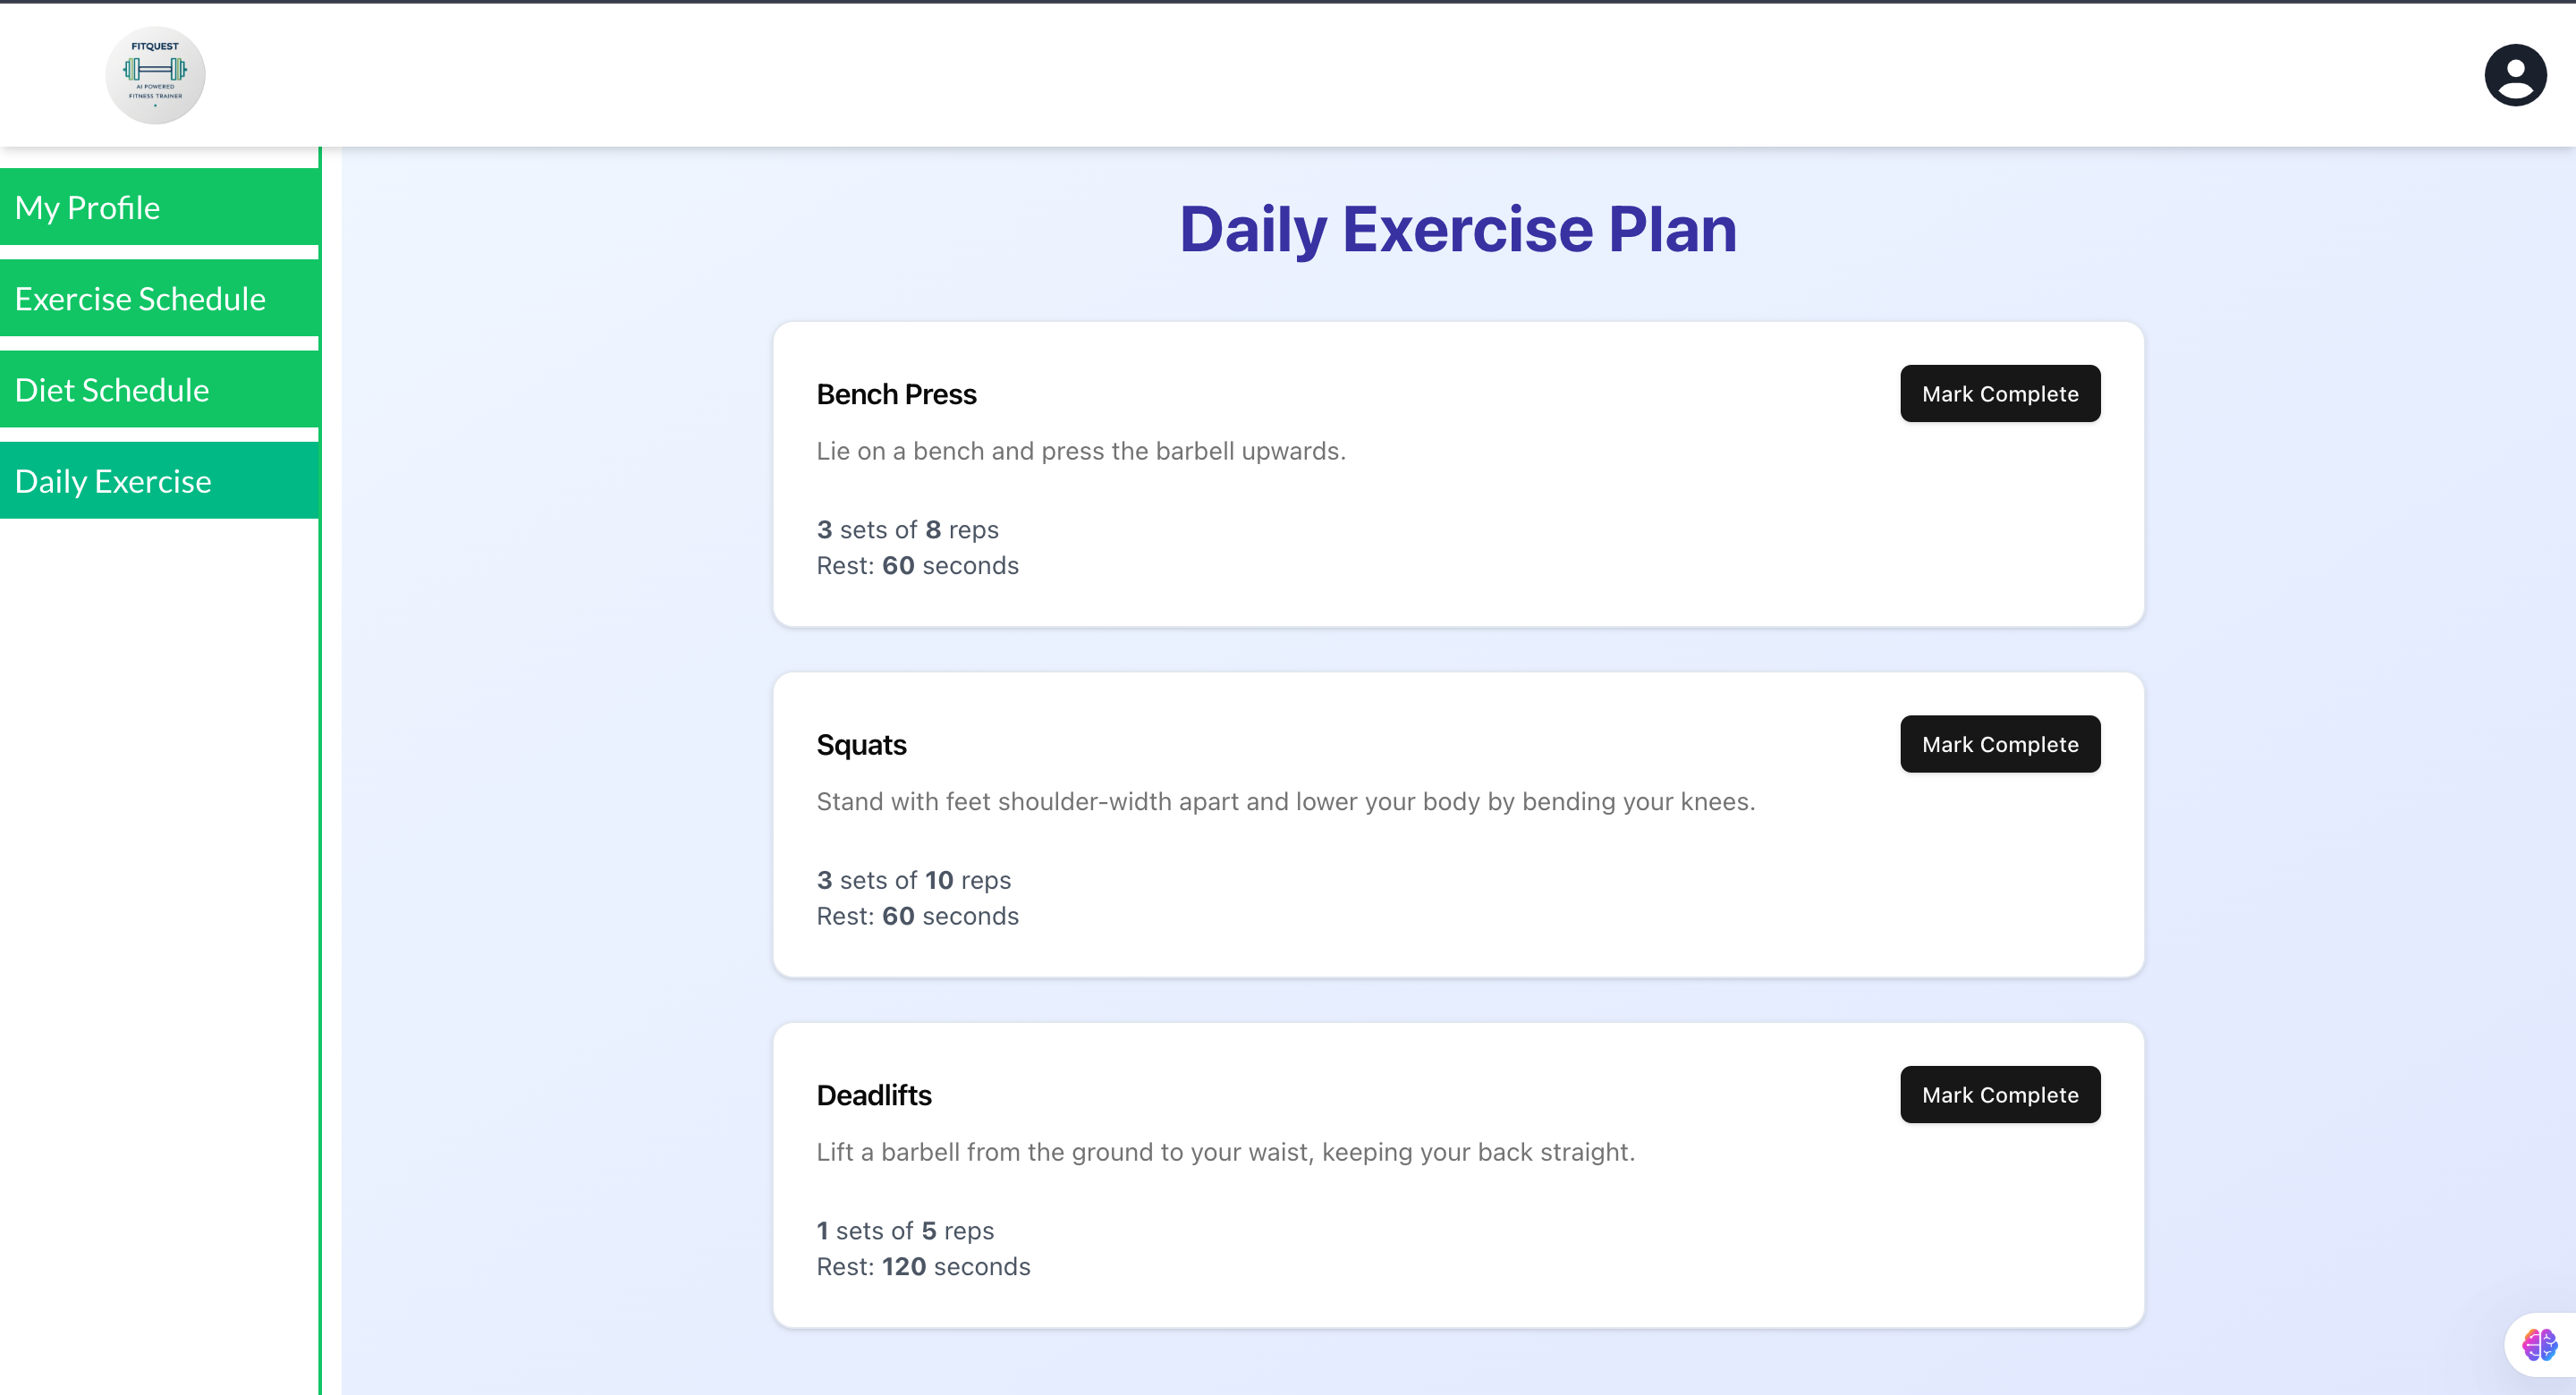 FITQUEST
AI POWERED
FITNESS TRAINER
My Profile
Exercise Schedule
Diet Schedule
Daily Exercise
Daily Exercise Plan
Bench Press
Mark Complete
Lie on a bench and press the barbell upwards.
3 sets of 8 reps
Rest: 60 seconds
Squats
Mark Complete
Stand with feet shoulder-width apart and lower your body by bending your knees.
3 sets of 10 reps
Rest: 60 seconds
Deadlifts
Mark Complete
Lift a barbell from the ground to your waist, keeping your back straight.
1 sets of 5 reps
Rest: 120 seconds